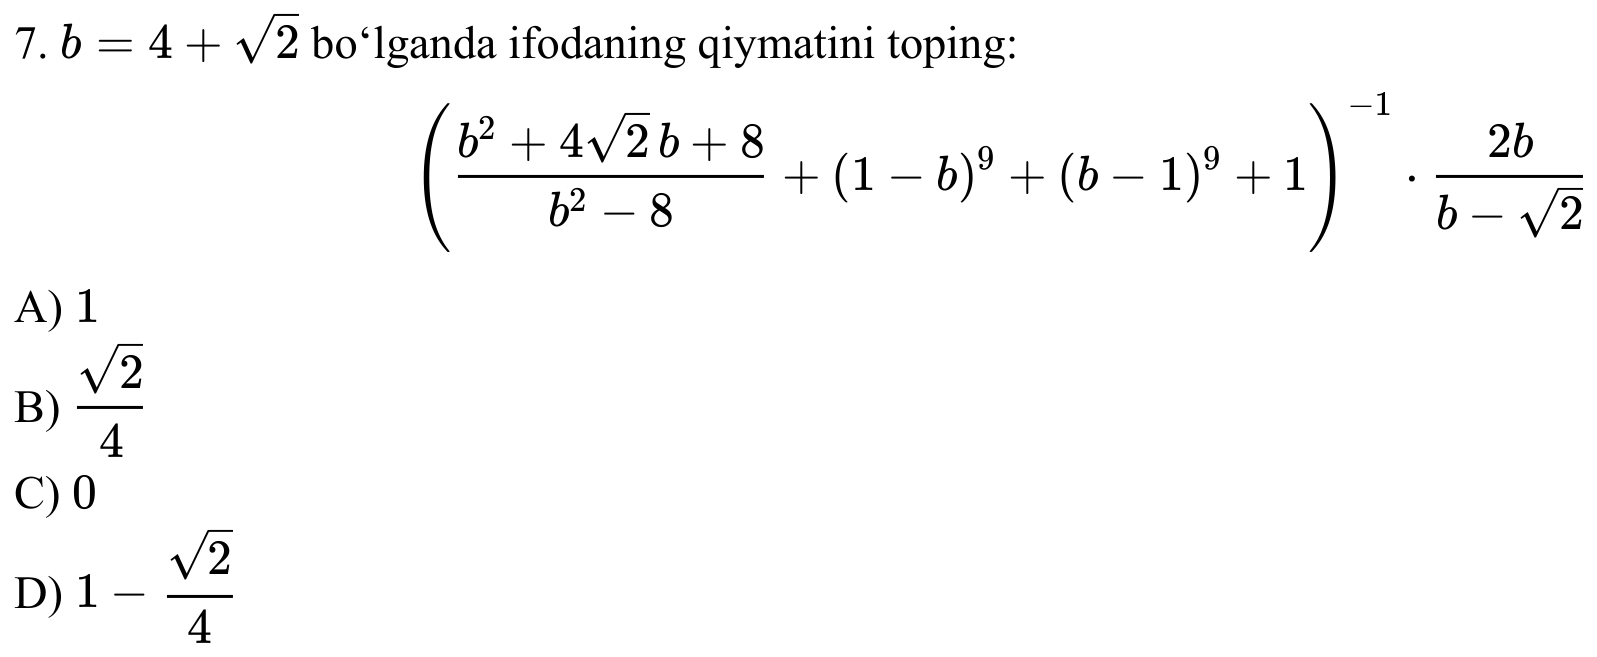 7. b = 4 + √2 bo‘lganda ifodaning qiymatini toping:
( (b² + 4√2 b + 8)/(b² − 8) + (1 − b)⁹ + (b − 1)⁹ + 1 )⁻¹ · 2b/(b − √2)
A) 1
B) √2/4
C) 0
D) 1 − √2/4